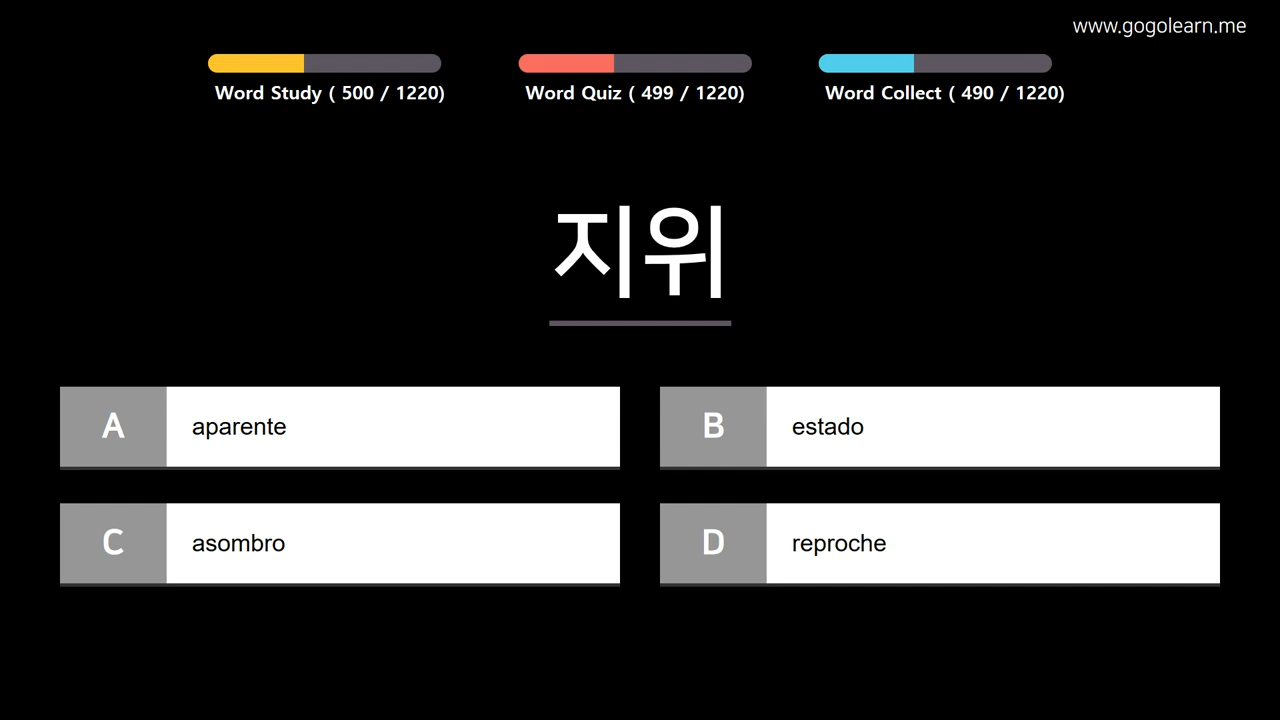 www.gogolearn.me
Word Study ( 500 / 1220)
Word Quiz ( 499 / 1220)
Word Collect ( 490 / 1220)
지위
A aparente
B estado
C asombro
D reproche